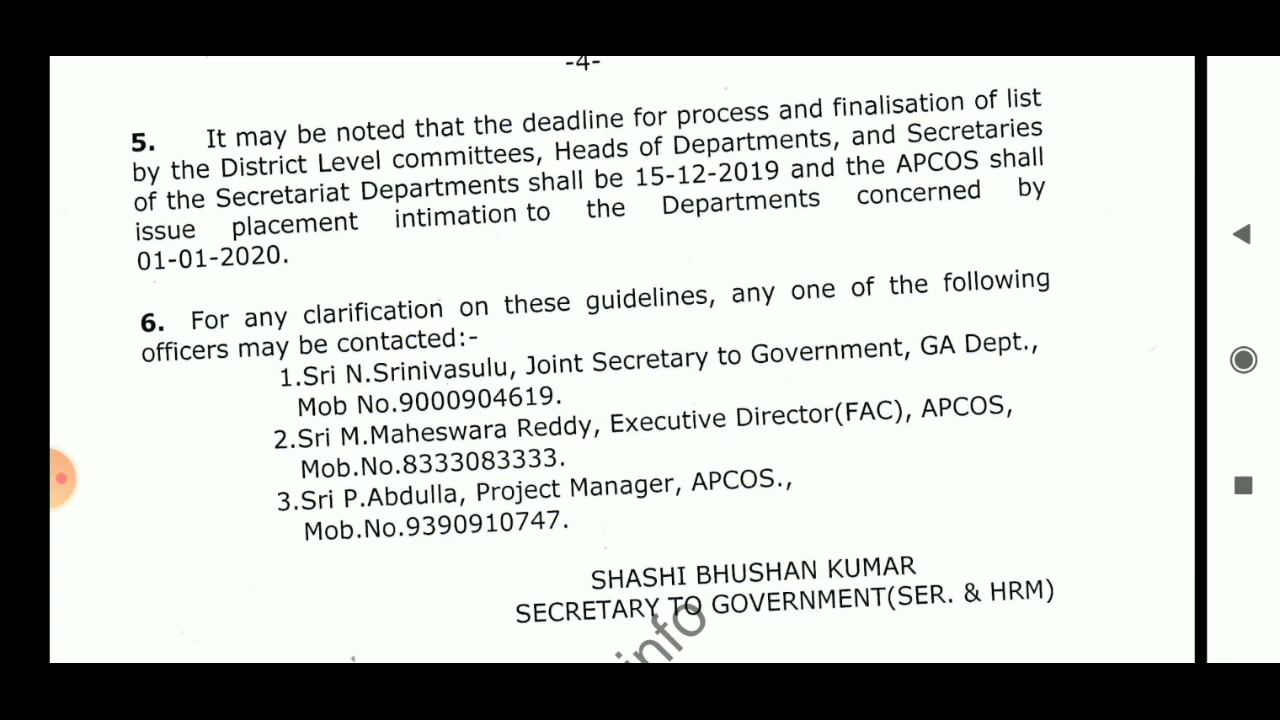 -4-
5. It may be noted that the deadline for process and finalisation of list
by the District Level committees, Heads of Departments, and Secretaries
of the Secretariat Departments shall be 15-12-2019 and the APCOS shall
issue placement intimation to the Departments concerned by
01-01-2020.
6. For any clarification on these guidelines, any one of the following
officers may be contacted:-
1.Sri N.Srinivasulu, Joint Secretary to Government, GA Dept.,
Mob No.9000904619.
2.Sri M.Maheswara Reddy, Executive Director(FAC), APCOS,
Mob.No.8333083333.
3.Sri P.Abdulla, Project Manager, APCOS.,
Mob.No.9390910747.
SHASHI BHUSHAN KUMAR
SECRETARY TO GOVERNMENT(SER. & HRM)
info